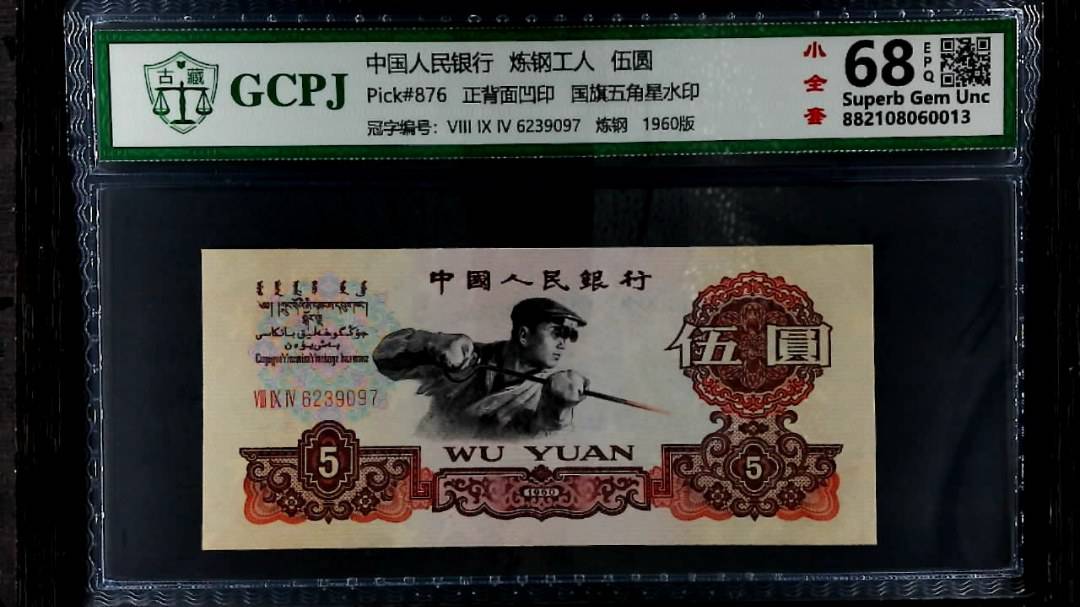 古藏
GCPJ
中国人民银行 炼钢工人 伍圆
Pick#876 正背面凹印 国旗五角星水印
冠字编号: VIII IX IV 6239097 炼钢 1960版
小全套
68
EPQ
Superb Gem Unc
882108060013
中國人民銀行
伍圓
VIII IX IV 6239097
WU YUAN
5
1960
5